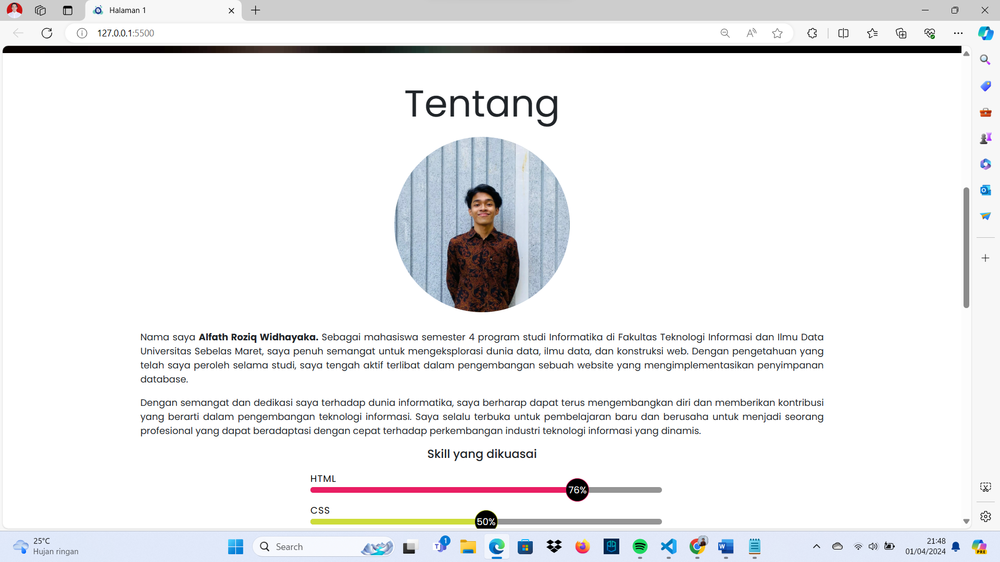 Halaman 1
127.0.0.1:5500
Tentang
Nama saya Alfath Roziq Widhayaka. Sebagai mahasiswa semester 4 program studi Informatika di Fakultas Teknologi Informasi dan Ilmu Data
Universitas Sebelas Maret, saya penuh semangat untuk mengeksplorasi dunia data, ilmu data, dan konstruksi web. Dengan pengetahuan yang
telah saya peroleh selama studi, saya tengah aktif terlibat dalam pengembangan sebuah website yang mengimplementasikan penyimpanan
database.
Dengan semangat dan dedikasi saya terhadap dunia informatika, saya berharap dapat terus mengembangkan diri dan memberikan kontribusi
yang berarti dalam pengembangan teknologi informasi. Saya selalu terbuka untuk pembelajaran baru dan berusaha untuk menjadi seorang
profesional yang dapat beradaptasi dengan cepat terhadap perkembangan industri teknologi informasi yang dinamis.
Skill yang dikuasai
HTML
76%
CSS
50%
25°C
Hujan ringan
Search
1
21:48
01/04/2024
PRE